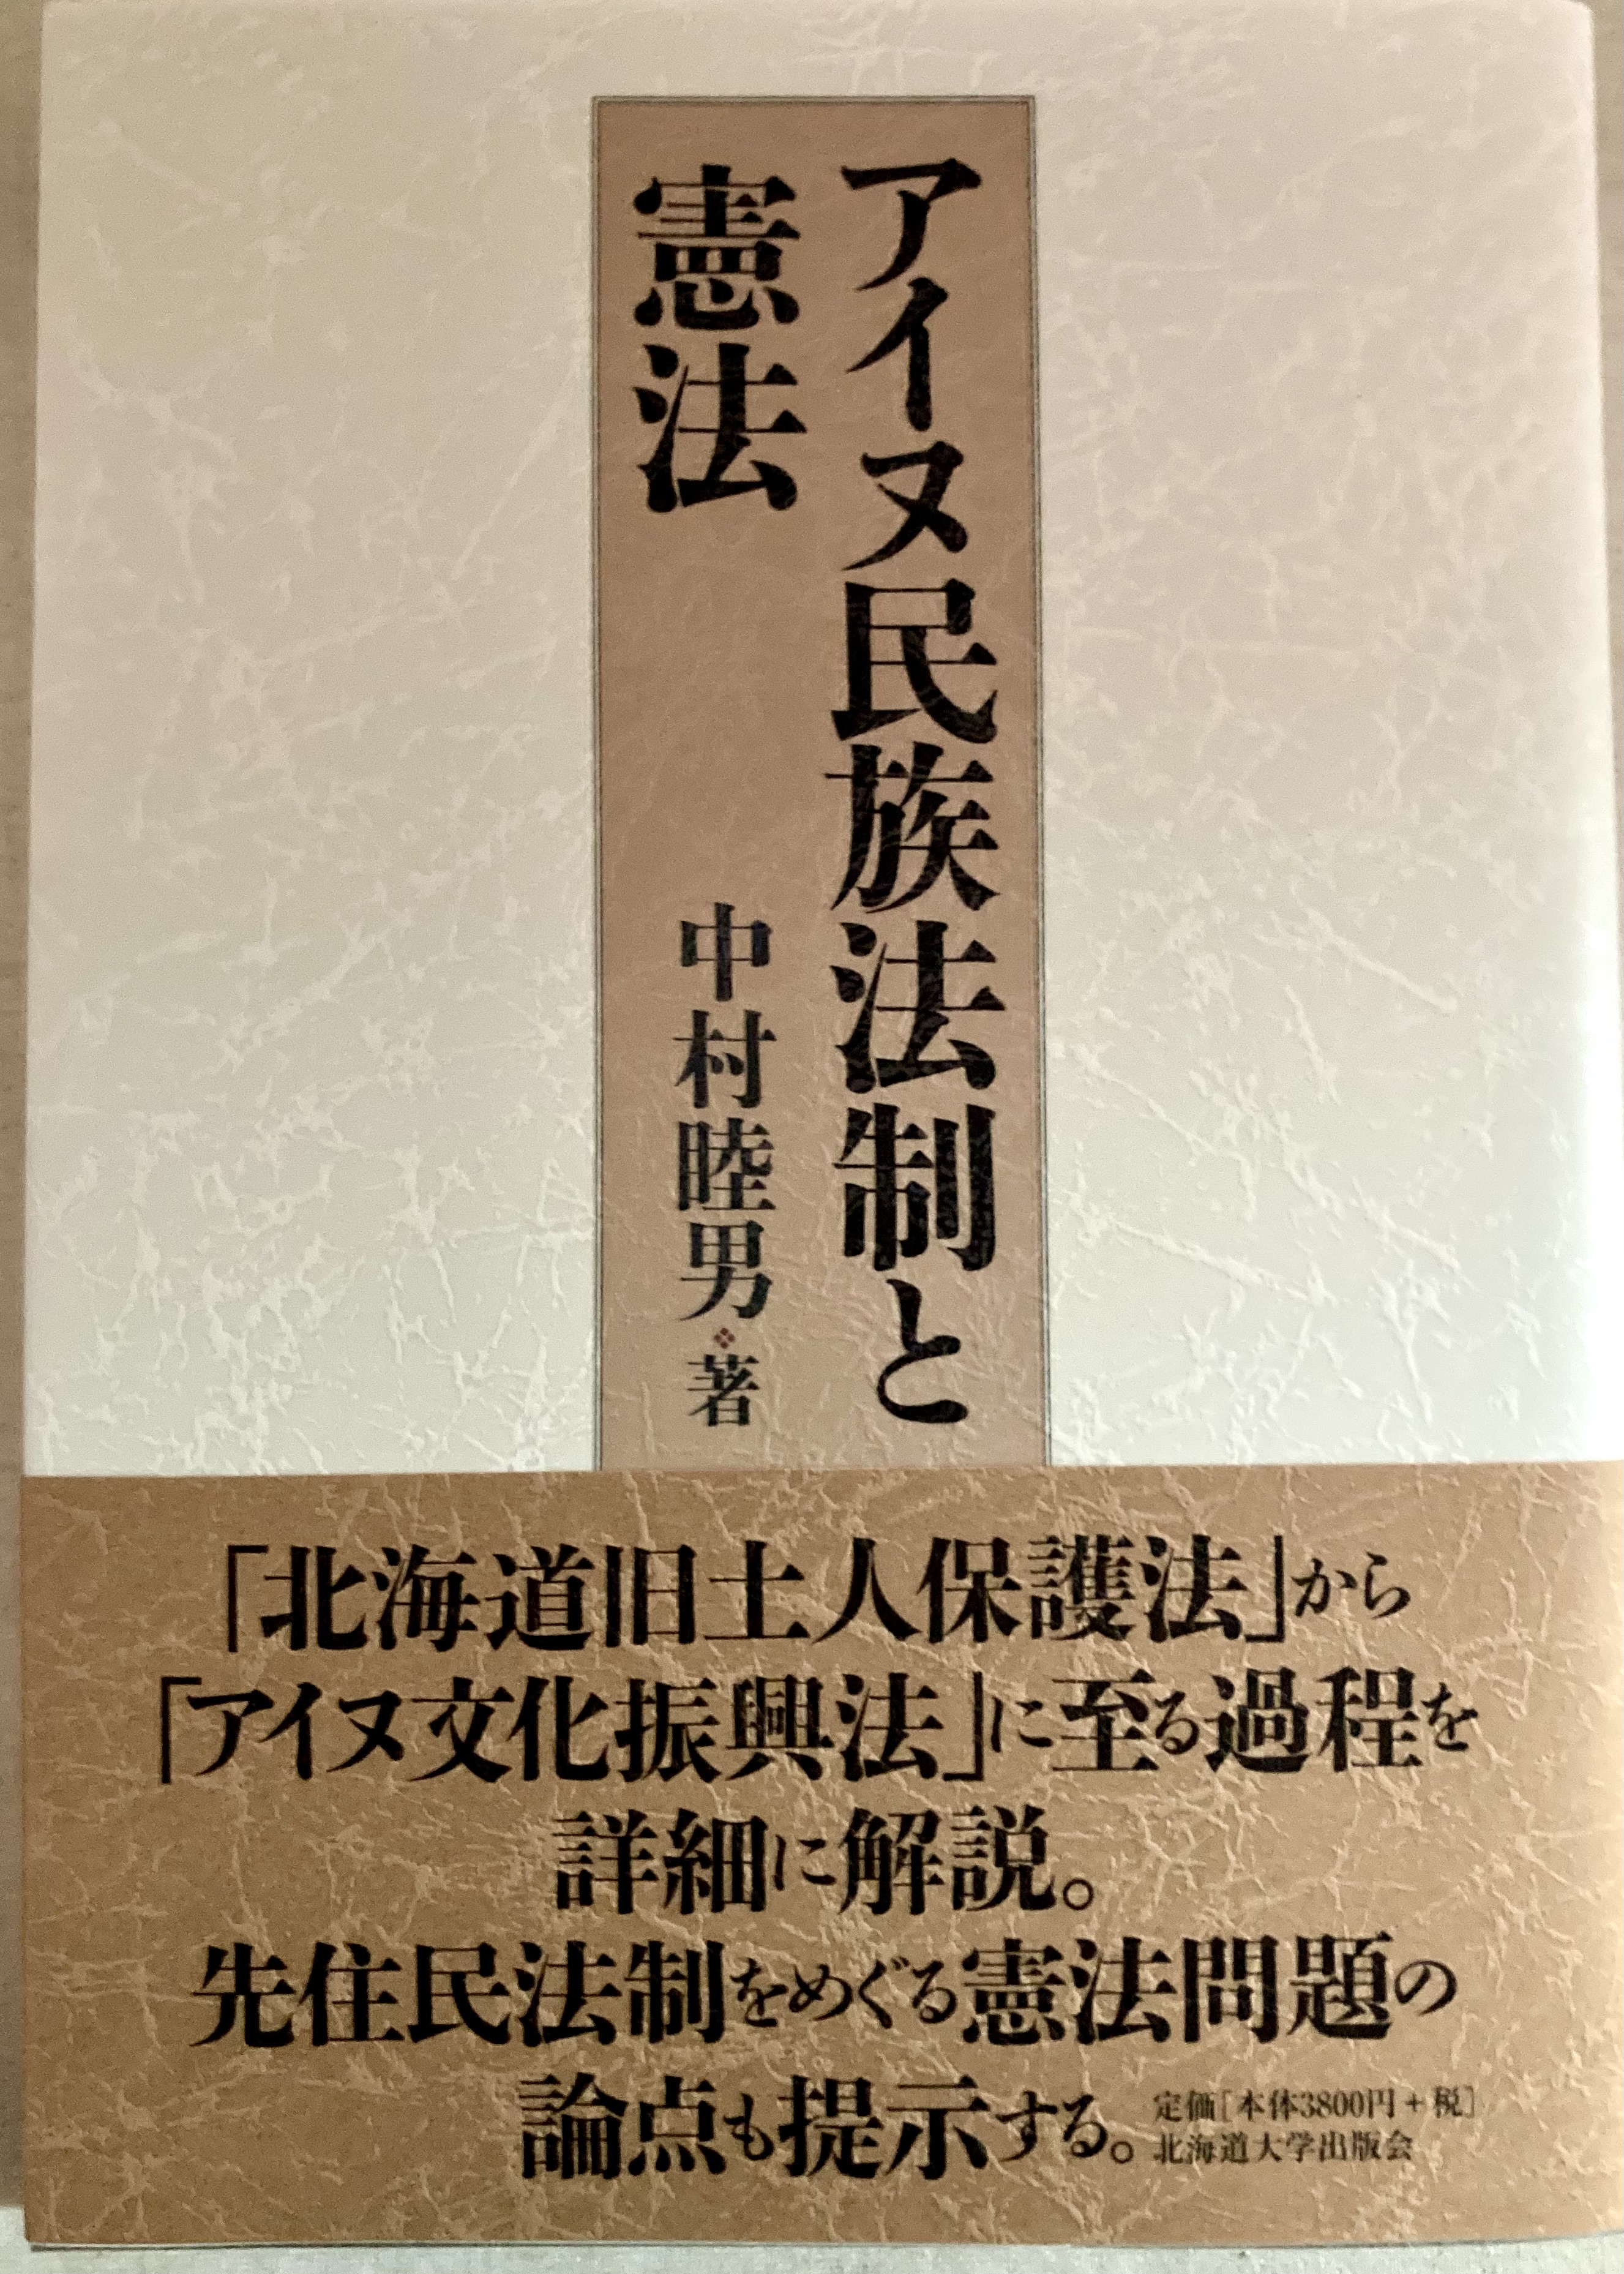 アイヌ民族法制と
憲法
中村睦男❖著
「北海道旧土人保護法」から
「アイヌ文化振興法」に至る過程を
詳細に解説。
先住民法制をめぐる憲法問題の
論点も提示する。
定価[本体3800円+税]
北海道大学出版会